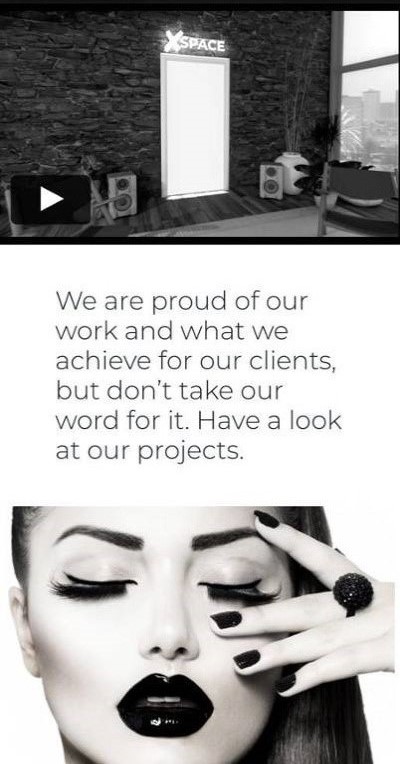 XSPACE
We are proud of our
work and what we
achieve for our clients,
but don't take our
word for it. Have a look
at our projects.